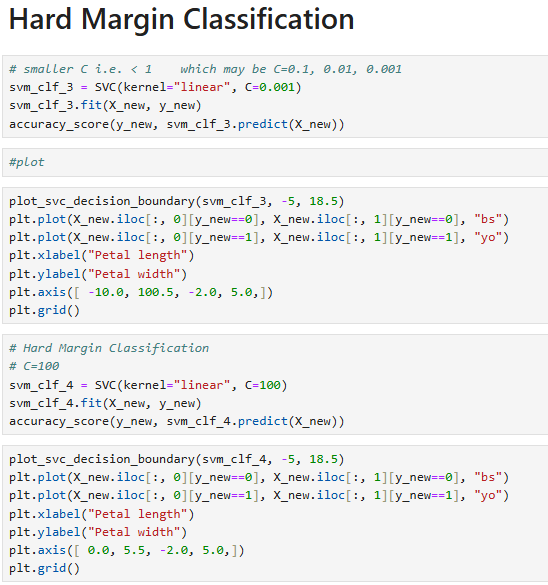 Hard Margin Classification
# smaller C i.e. < 1    which may be C=0.1, 0.01, 0.001
svm_clf_3 = SVC(kernel="linear", C=0.001)
svm_clf_3.fit(X_new, y_new)
accuracy_score(y_new, svm_clf_3.predict(X_new))
#plot
plot_svc_decision_boundary(svm_clf_3, -5, 18.5)
plt.plot(X_new.iloc[:, 0][y_new==0], X_new.iloc[:, 1][y_new==0], "bs")
plt.plot(X_new.iloc[:, 0][y_new==1], X_new.iloc[:, 1][y_new==1], "yo")
plt.xlabel("Petal length")
plt.ylabel("Petal width")
plt.axis([ -10.0, 100.5, -2.0, 5.0,])
plt.grid()
# Hard Margin Classification
# C=100
svm_clf_4 = SVC(kernel="linear", C=100)
svm_clf_4.fit(X_new, y_new)
accuracy_score(y_new, svm_clf_4.predict(X_new))
plot_svc_decision_boundary(svm_clf_4, -5, 18.5)
plt.plot(X_new.iloc[:, 0][y_new==0], X_new.iloc[:, 1][y_new==0], "bs")
plt.plot(X_new.iloc[:, 0][y_new==1], X_new.iloc[:, 1][y_new==1], "yo")
plt.xlabel("Petal length")
plt.ylabel("Petal width")
plt.axis([ 0.0, 5.5, -2.0, 5.0,])
plt.grid()